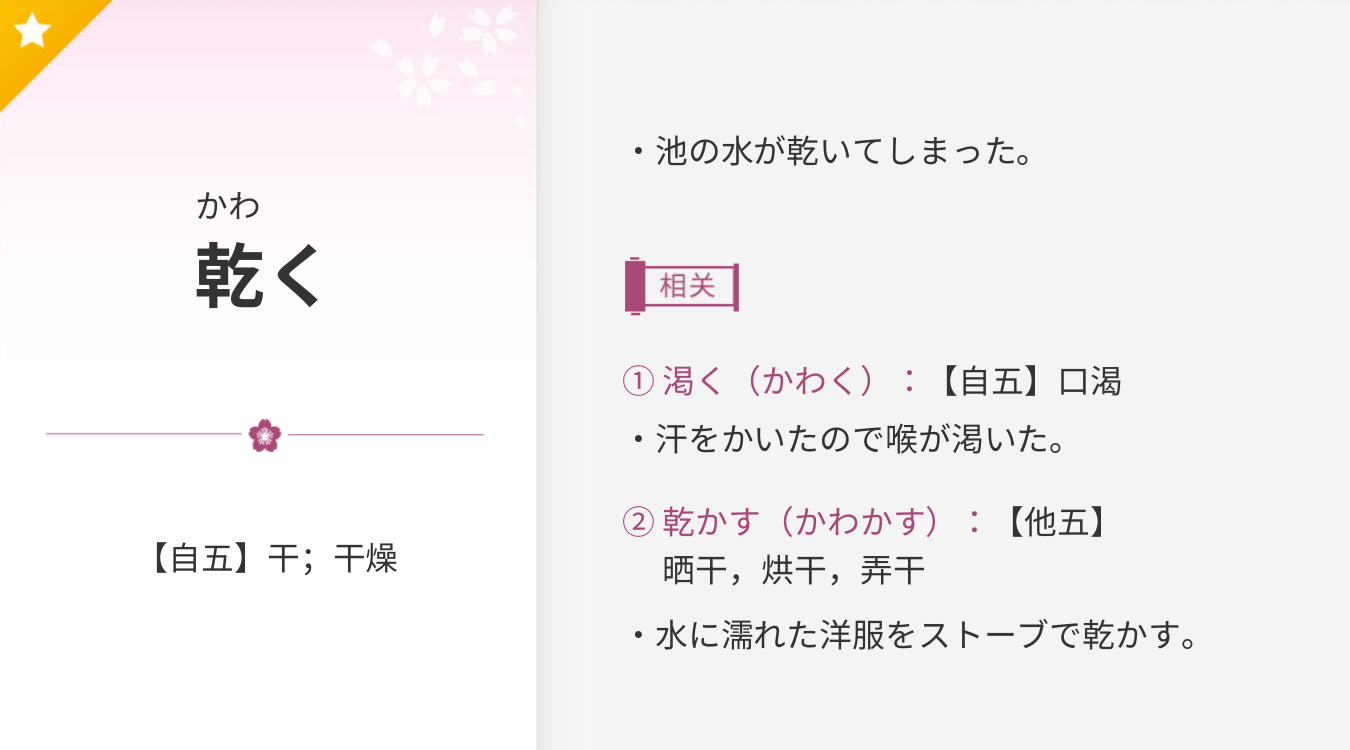 かわ
乾く
【自五】干；干燥
・池の水が乾いてしまった。
相关
① 渇く（かわく）：【自五】口渴
・汗をかいたので喉が渇いた。
② 乾かす（かわかす）：【他五】
晒干，烘干，弄干
・水に濡れた洋服をストーブで乾かす。